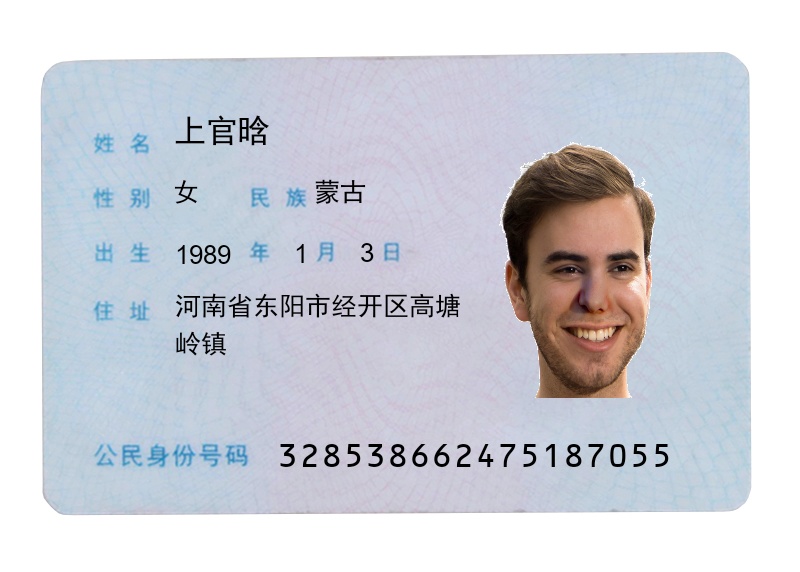 姓名 上官晗
性别 女 民族 蒙古
出生 1989 年 1 月 3 日
住址 河南省东阳市经开区高塘
岭镇
公民身份号码 328538662475187055